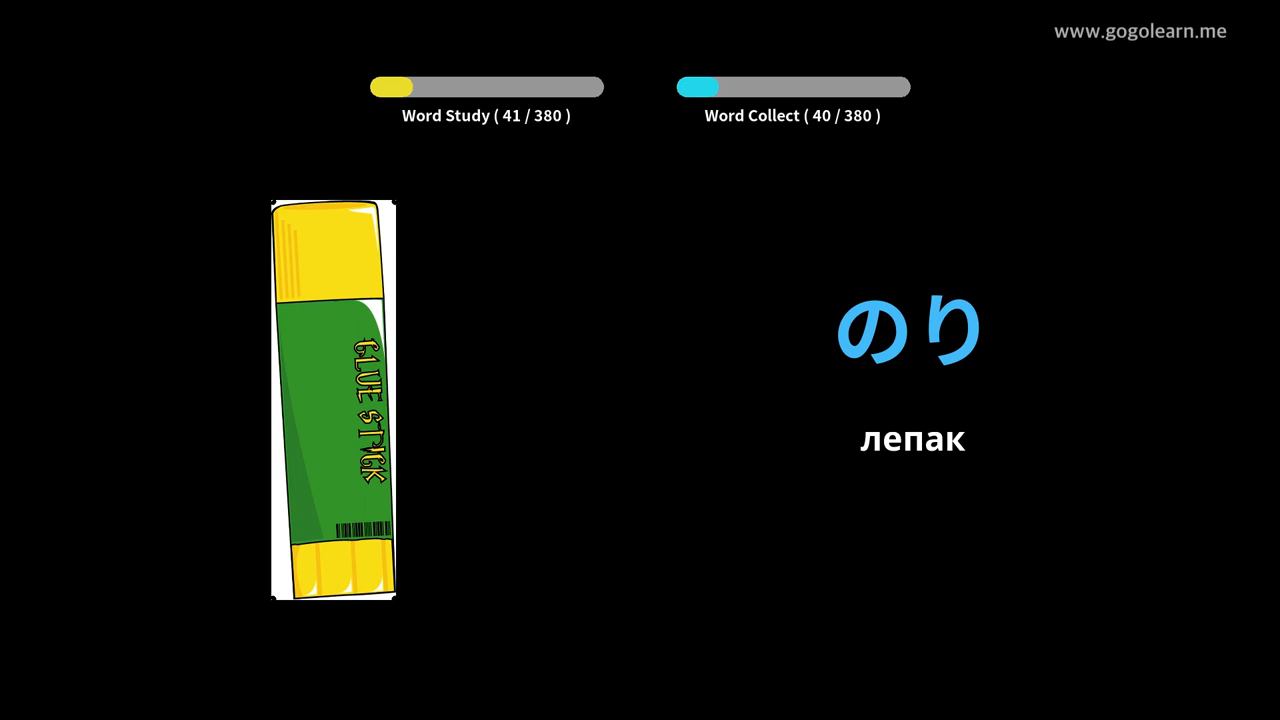 www.gogolearn.me
Word Study ( 41 / 380 )
Word Collect ( 40 / 380 )
GLUE STICK
のり
лепак